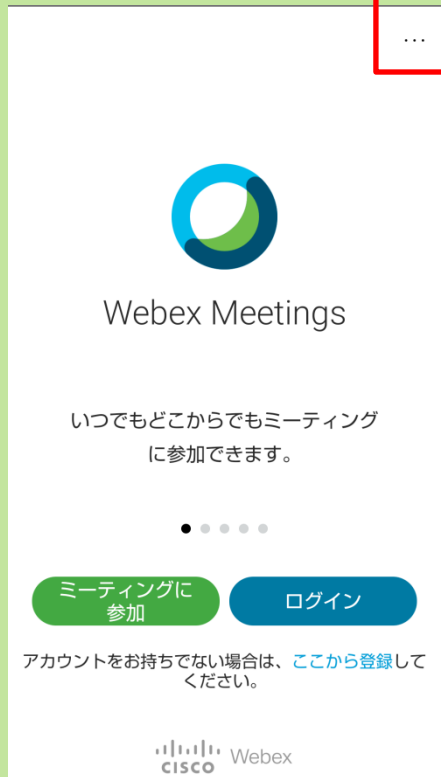 ...
Webex Meetings
いつでもどこからでもミーティング
に参加できます。
ミーティングに
参加
ログイン
アカウントをお持ちでない場合は、ここから登録して
ください。
CISCO Webex